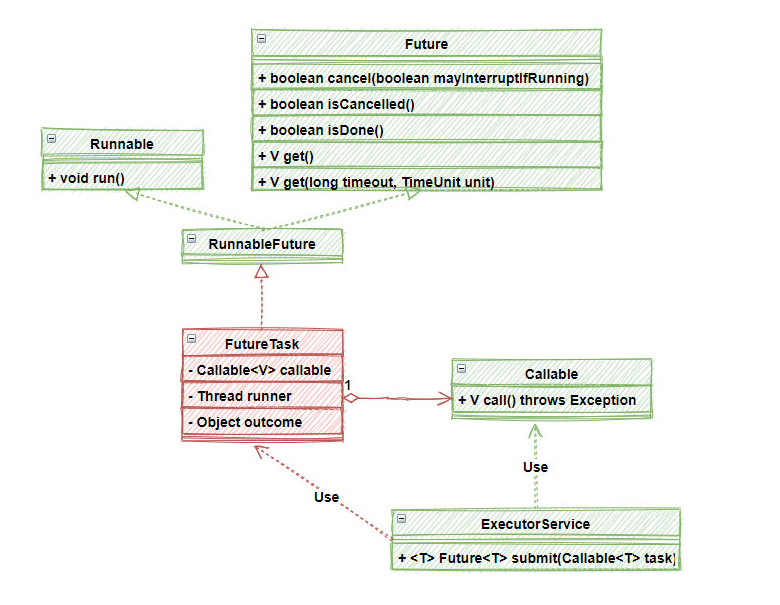 Future
+ boolean cancel(boolean mayInterruptIfRunning)
+ boolean isCancelled()
+ boolean isDone()
+ V get()
+ V get(long timeout, TimeUnit unit)
Runnable
+ void run()
RunnableFuture
FutureTask
- Callable<V> callable
- Thread runner
- Object outcome
1
Callable
+ V call() throws Exception
Use
Use
ExecutorService
+ <T> Future<T> submit(Callable<T> task)